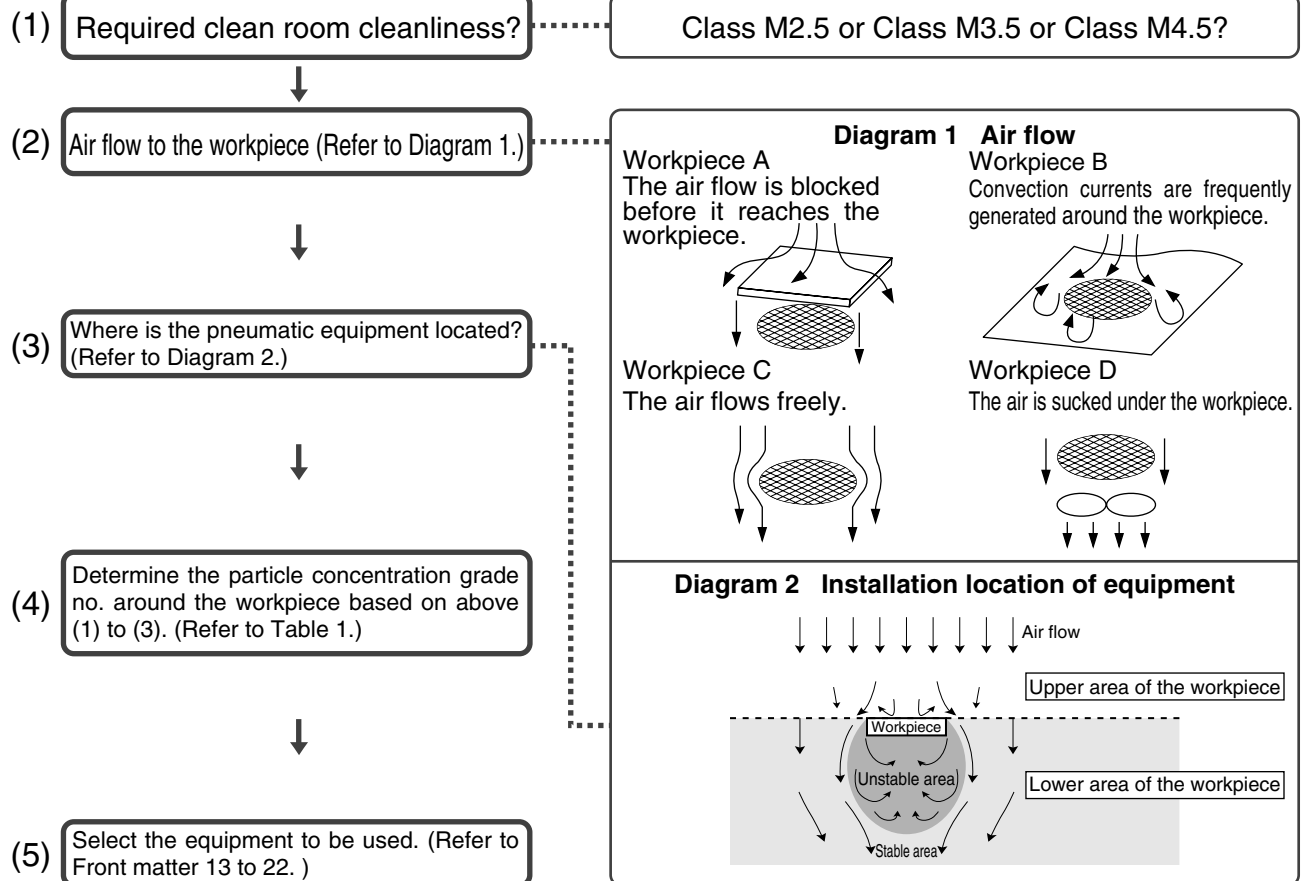 (1) Required clean room cleanliness?
Class M2.5 or Class M3.5 or Class M4.5?
(2) Air flow to the workpiece (Refer to Diagram 1.)
Diagram 1 Air flow
Workpiece A
The air flow is blocked
before it reaches the
workpiece.
Workpiece B
Convection currents are frequently
generated around the workpiece.
(3) Where is the pneumatic equipment located?
(Refer to Diagram 2.)
Workpiece C
The air flows freely.
Workpiece D
The air is sucked under the workpiece.
(4) Determine the particle concentration grade
no. around the workpiece based on above
(1) to (3). (Refer to Table 1.)
Diagram 2 Installation location of equipment
Air flow
Upper area of the workpiece
Workpiece
Unstable area
Lower area of the workpiece
Stable area
(5) Select the equipment to be used. (Refer to
Front matter 13 to 22. )